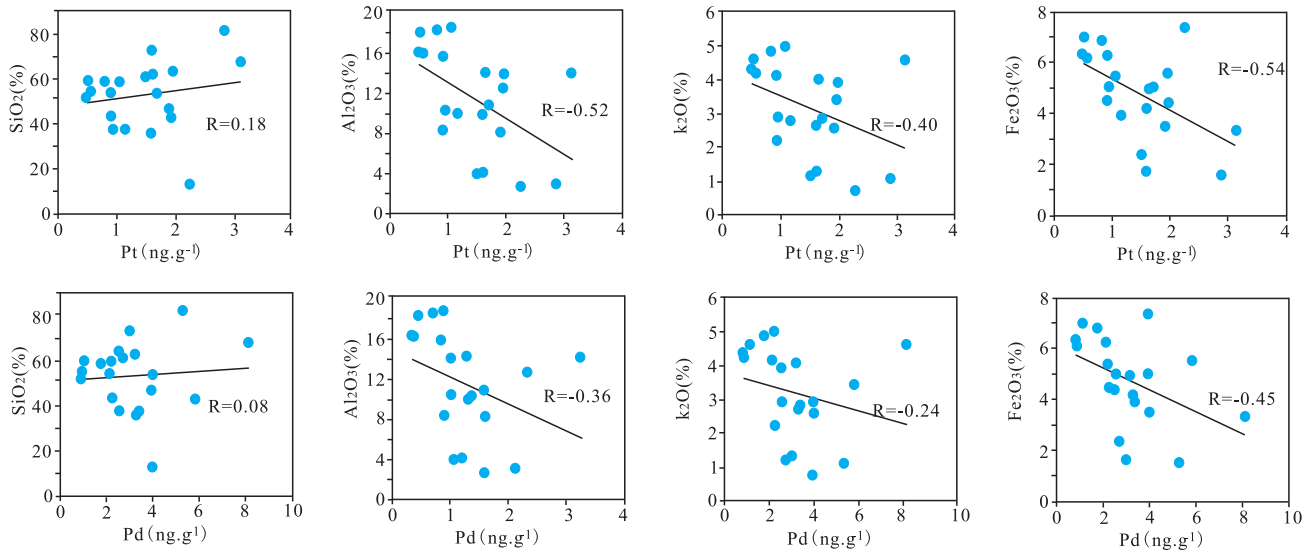 SiO2(%)
80
60
40
20
0
R=0.18
0 1 2 3 4
Pt(ng.g-1)
Al2O3(%)
20
16
12
8
4
0
R=-0.52
0 1 2 3 4
Pt(ng.g-1)
k2O(%)
6
5
4
3
2
1
0
R=-0.40
0 1 2 3 4
Pt(ng.g-1)
Fe2O3(%)
8
6
4
2
0
R=-0.54
0 1 2 3 4
Pt(ng.g-1)
SiO2(%)
80
60
40
20
0
R=0.08
0 2 4 6 8 10
Pd(ng.g1)
Al2O3(%)
20
16
12
8
4
0
R=-0.36
0 1 2 3 4
Pd(ng.g1)
k2O(%)
6
5
4
3
2
1
0
R=-0.24
0 2 4 6 8 10
Pd(ng.g1)
Fe2O3(%)
8
6
4
2
0
R=-0.45
0 2 4 6 8 10
Pd(ng.g1)